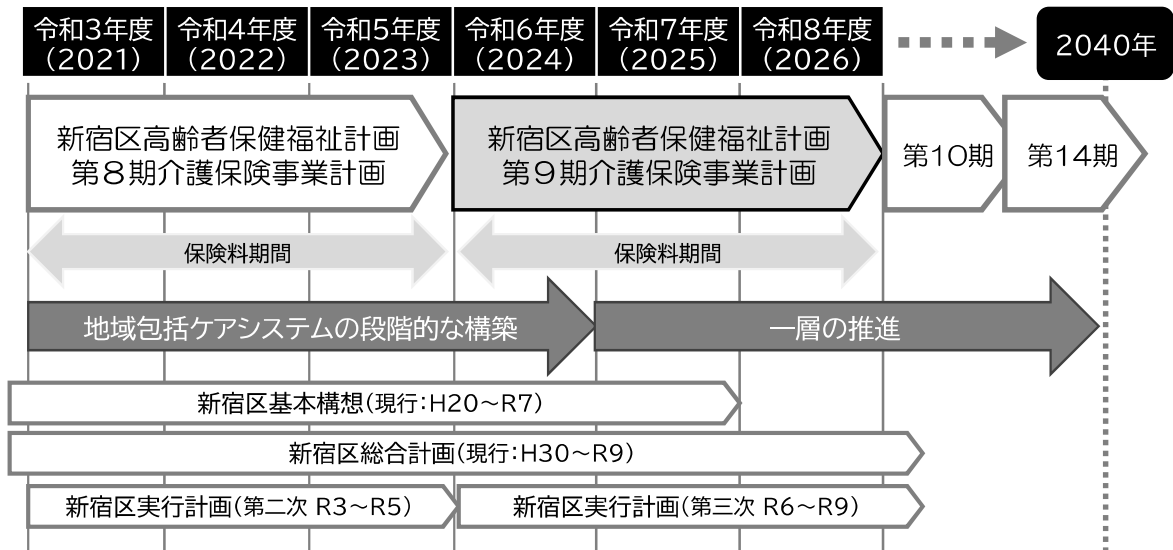 令和3年度
(2021)
令和4年度
(2022)
令和5年度
(2023)
令和6年度
(2024)
令和7年度
(2025)
令和8年度
(2026)
2040年
新宿区高齢者保健福祉計画
第8期介護保険事業計画
新宿区高齢者保健福祉計画
第9期介護保険事業計画
第10期
第14期
保険料期間
保険料期間
地域包括ケアシステムの段階的な構築
一層の推進
新宿区基本構想(現行:H20~R7)
新宿区総合計画(現行:H30~R9)
新宿区実行計画(第二次 R3~R5)
新宿区実行計画(第三次 R6~R9)